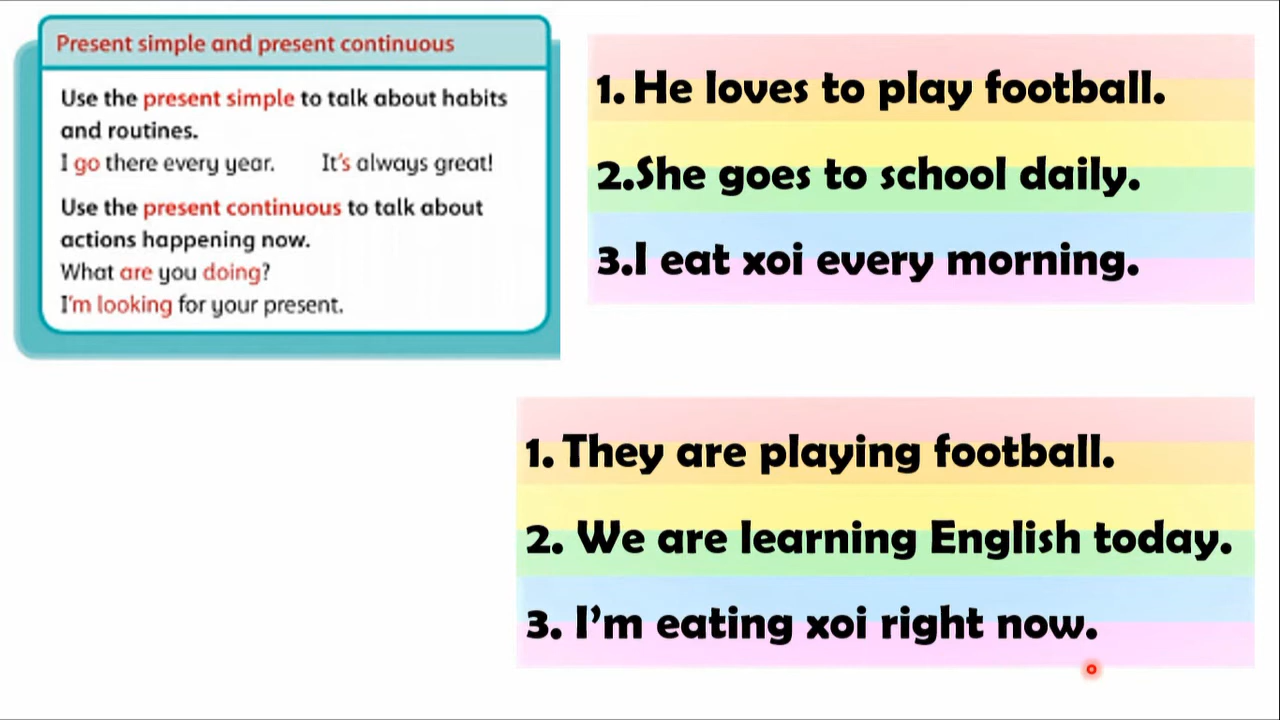 Present simple and present continuous
Use the present simple to talk about habits
and routines.
I go there every year. It's always great!
Use the present continuous to talk about
actions happening now.
What are you doing?
I'm looking for your present.
1. He loves to play football.
2.She goes to school daily.
3.I eat xoi every morning.
1. They are playing football.
2. We are learning English today.
3. I'm eating xoi right now.